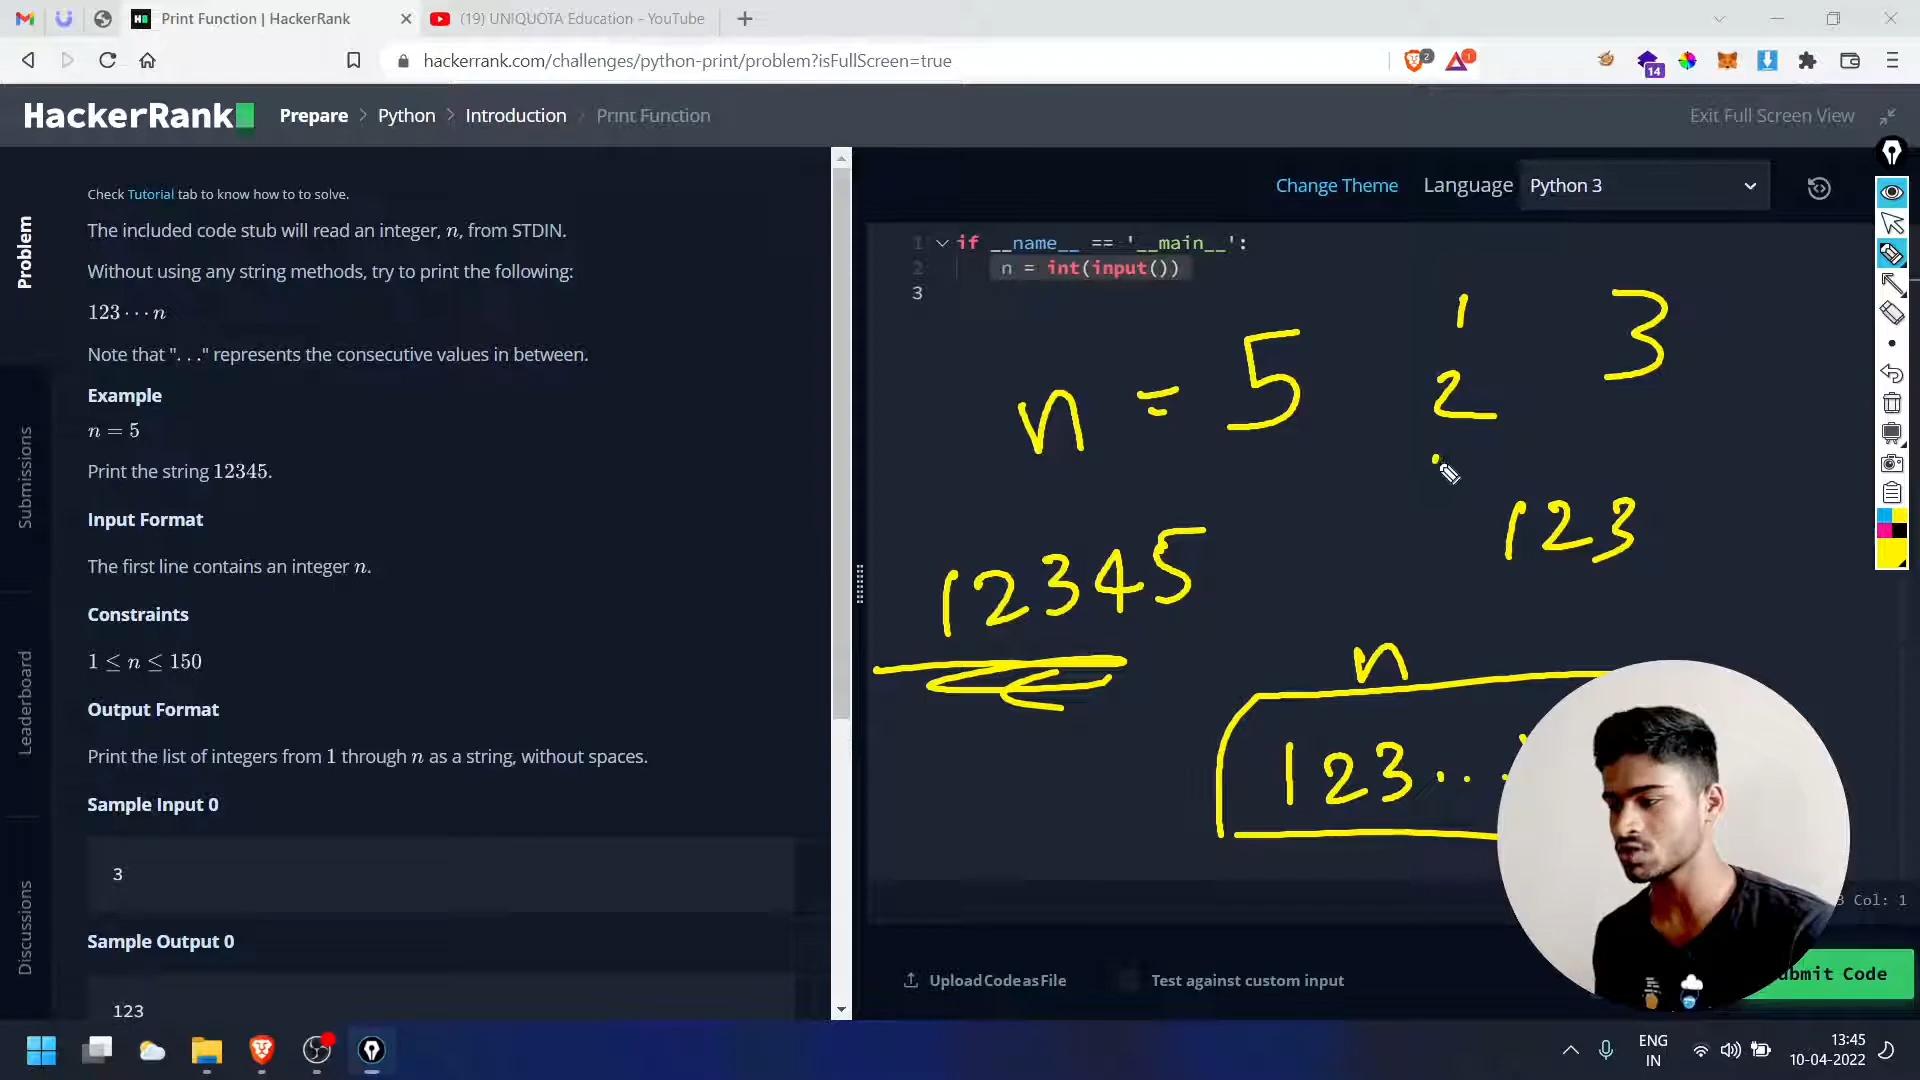 Print Function | HackerRank
(19) UNIQUOTA Education - YouTube
hackerrank.com/challenges/python-print/problem?isFullScreen=true
2
1
14
HackerRank
Prepare > Python > Introduction > Print Function
Exit Full Screen View
Problem
Submissions
Leaderboard
Discussions
Check Tutorial tab to know how to to solve.
The included code stub will read an integer, n, from STDIN.
Without using any string methods, try to print the following:
123···n
Note that "..." represents the consecutive values in between.
Example
n = 5
Print the string 12345.
Input Format
The first line contains an integer n.
Constraints
1 ≤ n ≤ 150
Output Format
Print the list of integers from 1 through n as a string, without spaces.
Sample Input 0
3
Sample Output 0
123
Change Theme Language Python 3
1 if __name__ == '__main__':
2 n = int(input())
3
n = 5
1
2
3
123
12345
n
123...
Col: 1
Upload Code as File
Test against custom input
ubmit Code
ENG
IN
13:45
10-04-2022